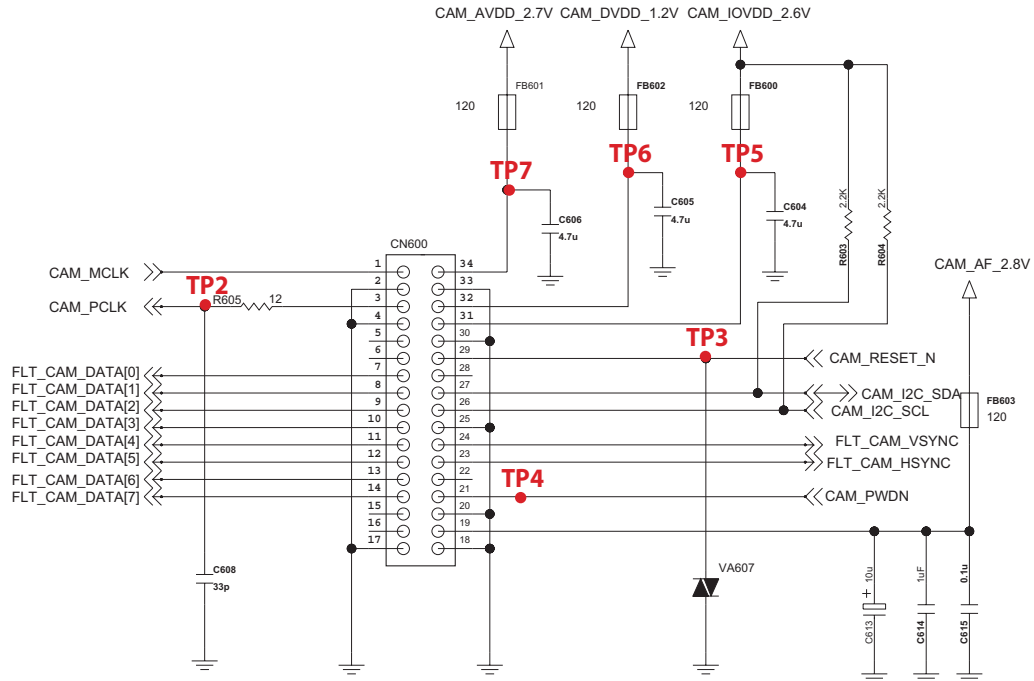 CAM_AVDD_2.7V CAM_DVDD_1.2V CAM_IOVDD_2.6V
FB601 FB602 FB600
120 120 120
TP7 TP6 TP5
C606 4.7u
C605 4.7u
C604 4.7u
2.2K 2.2K
R603 R604
CN600
CAM_AF_2.8V
CAM_MCLK 1 34
TP2
2 33
CAM_PCLK R605 12 3 32
4 31
5 30
TP3
6 29 CAM_RESET_N
FLT_CAM_DATA[0] 7 28
FLT_CAM_DATA[1] 8 27 CAM_I2C_SDA
FLT_CAM_DATA[2] 9 26 CAM_I2C_SCL
FB603
120
FLT_CAM_DATA[3] 10 25
FLT_CAM_DATA[4] 11 24 FLT_CAM_VSYNC
FLT_CAM_DATA[5] 12 23 FLT_CAM_HSYNC
FLT_CAM_DATA[6] 13 22
TP4
FLT_CAM_DATA[7] 14 21 CAM_PWDN
15 20
16 19
17 18
C608
33p
VA607
+ 10u 1uF 0.1u
C613 C614 C615